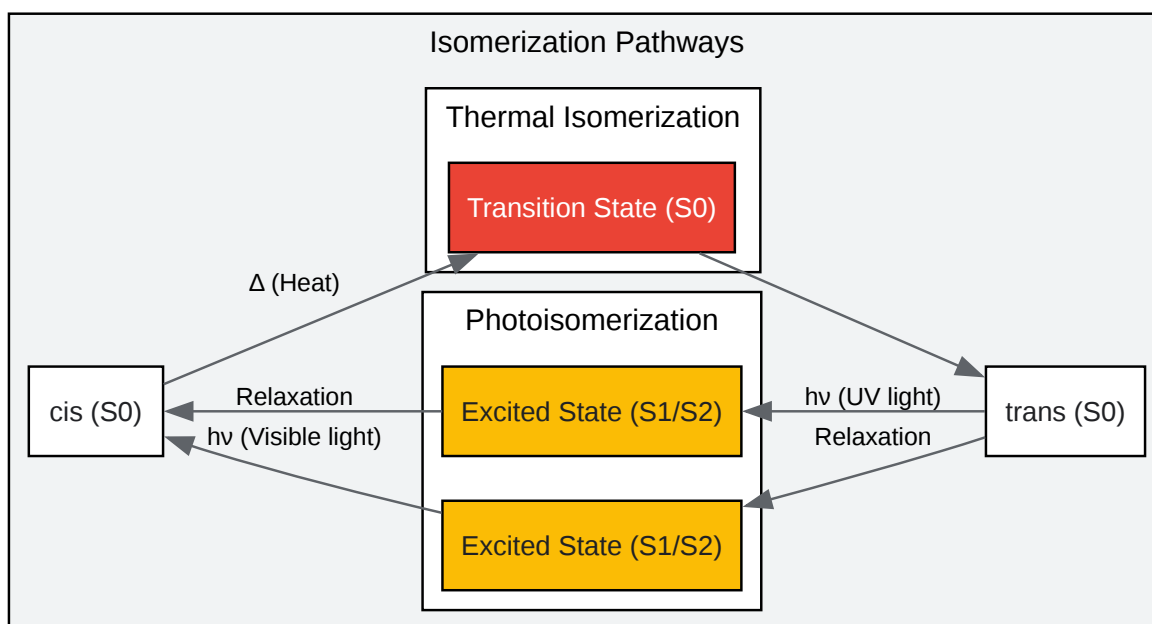 Isomerization Pathways
Thermal Isomerization
Transition State (S0)
Δ (Heat)
Photoisomerization
cis (S0)
Relaxation
Excited State (S1/S2)
hν (UV light)
trans (S0)
hν (Visible light)
Relaxation
Excited State (S1/S2)